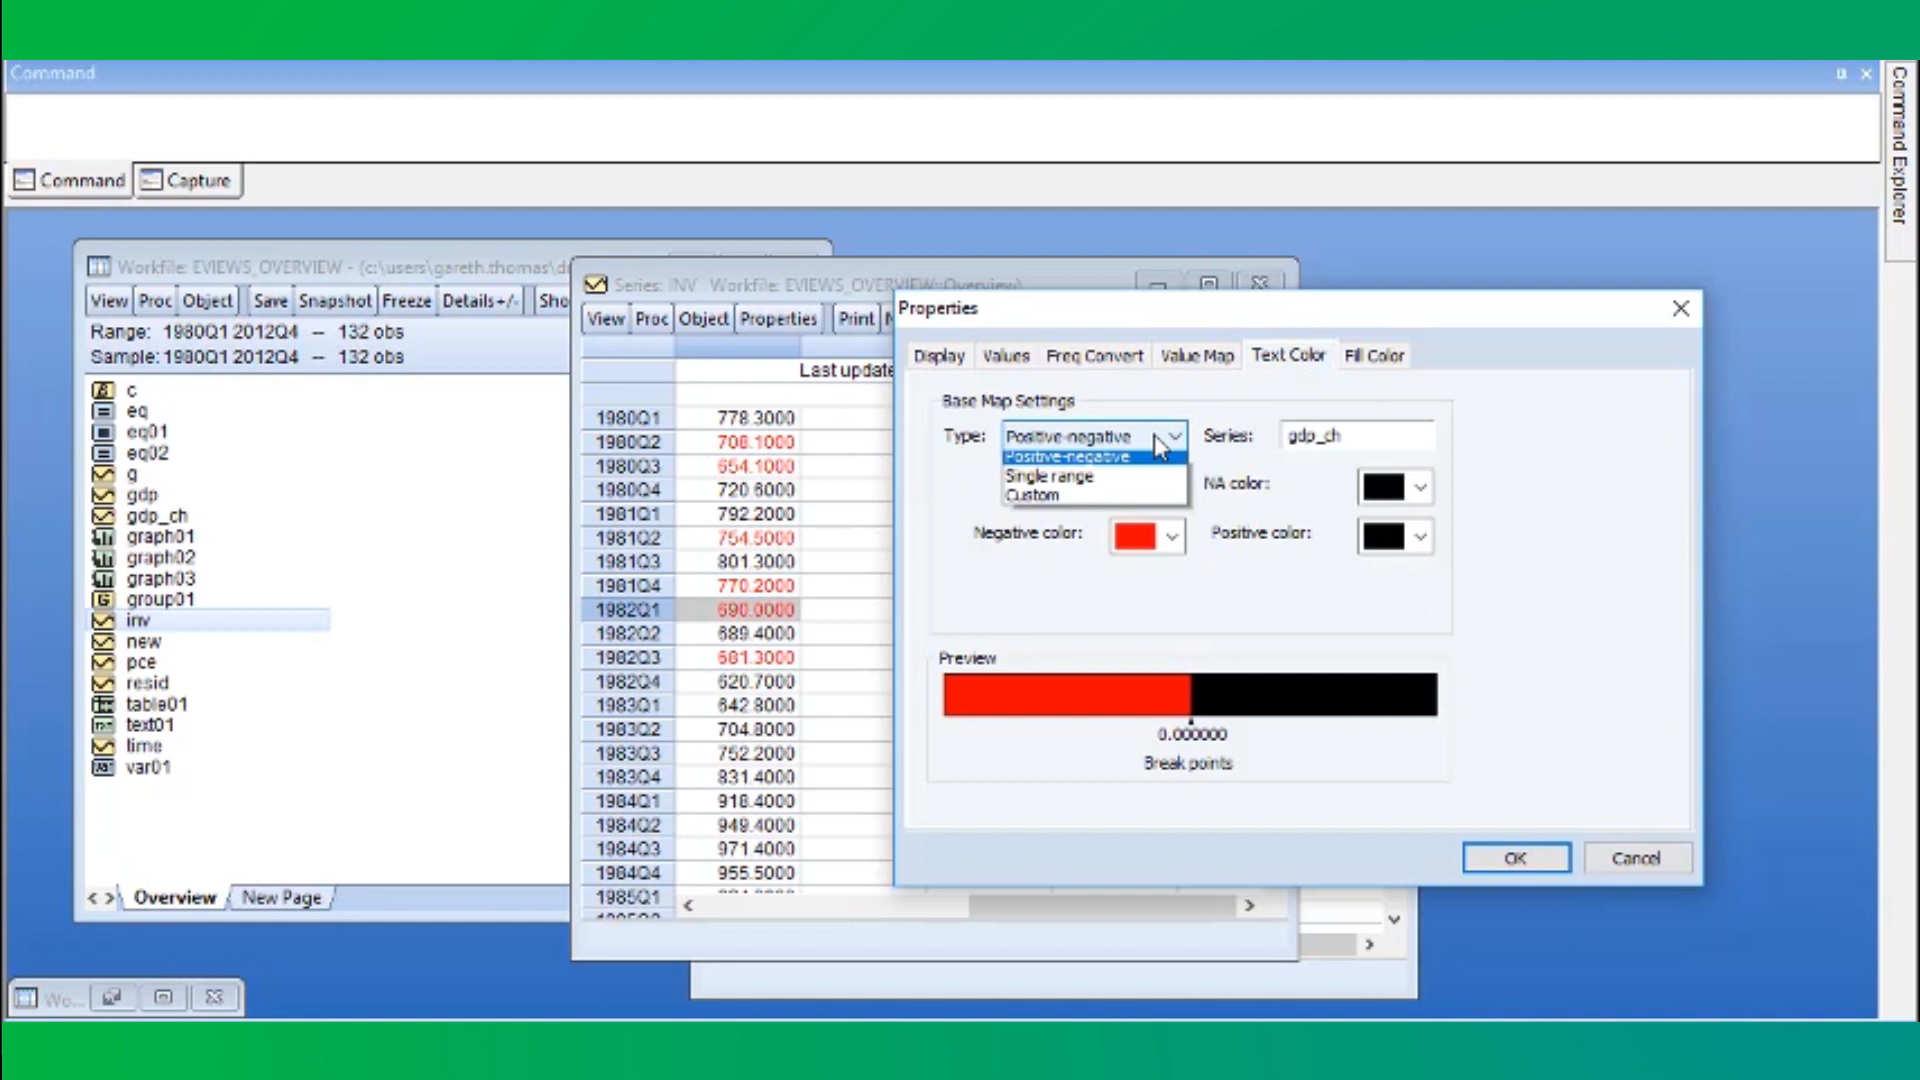 Command
Command Explorer
Command
Capture
Workfile: EVIEWS_OVERVIEW - (c:\users\gareth.thomas\d
View Proc Object Save Snapshot Freeze Details+/- Sho
Range: 1980Q1 2012Q4 -- 132 obs
Sample: 1980Q1 2012Q4 -- 132 obs
c
eq
eq01
eq02
g
gdp
gdp_ch
graph01
graph02
graph03
group01
inv
new
pce
resid
table01
text01
time
var01
Overview New Page
Wo...
Series: INV Workfile: EVIEWS_OVERVIEW::Overview\
View Proc Object Properties Print N
Last update
1980Q1 778.3000
1980Q2 708.1000
1980Q3 654.1000
1980Q4 720.6000
1981Q1 792.2000
1981Q2 754.5000
1981Q3 801.3000
1981Q4 770.2000
1982Q1 690.0000
1982Q2 689.4000
1982Q3 681.3000
1982Q4 620.7000
1983Q1 642.8000
1983Q2 704.8000
1983Q3 752.2000
1983Q4 831.4000
1984Q1 918.4000
1984Q2 949.4000
1984Q3 971.4000
1984Q4 955.5000
1985Q1
Properties
Display Values Freq Convert Value Map Text Color Fill Color
Base Map Settings
Type: Positive-negative Series: gdp_ch
Positive-negative
Single range
Custom
NA color:
Negative color: Positive color:
Preview
0.000000
Break points
OK Cancel